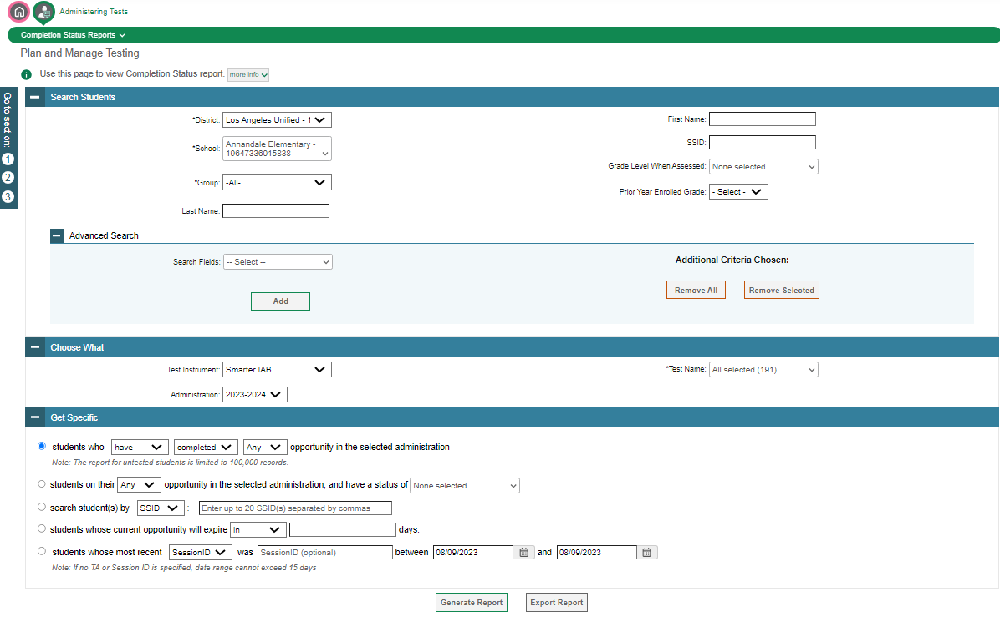 Administering Tests
Completion Status Reports
Plan and Manage Testing
i Use this page to view Completion Status report. more info
Go to section:
1
2
3
Search Students
*District: Los Angeles Unified - 1
*School: Annandale Elementary -
19647336015838
*Group: -All-
Last Name:
First Name:
SSID:
Grade Level When Assessed: None selected
Prior Year Enrolled Grade: - Select -
Advanced Search
Search Fields: -- Select --
Add
Additional Criteria Chosen:
Remove All Remove Selected
Choose What
Test Instrument: Smarter IAB
*Test Name: All selected (191)
Administration: 2023-2024
Get Specific
students who have completed Any opportunity in the selected administration
Note: The report for untested students is limited to 100,000 records.
students on their Any opportunity in the selected administration, and have a status of None selected
search student(s) by SSID : Enter up to 20 SSID(s) separated by commas
students whose current opportunity will expire in days.
students whose most recent SessionID was SessionID (optional) between 08/09/2023 and 08/09/2023
Note: If no TA or Session ID is specified, date range cannot exceed 15 days
Generate Report Export Report